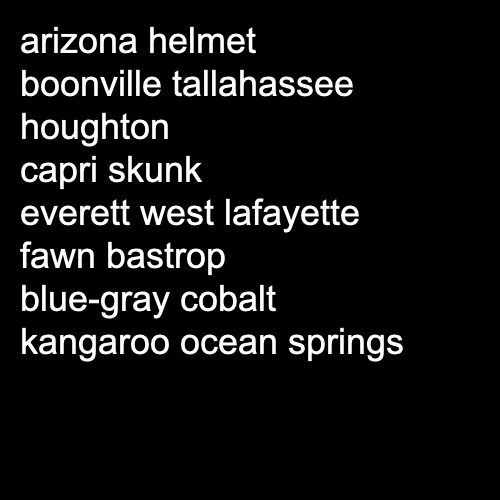 arizona helmet
boonville tallahassee
houghton
capri skunk
everett west lafayette
fawn bastrop
blue-gray cobalt
kangaroo ocean springs